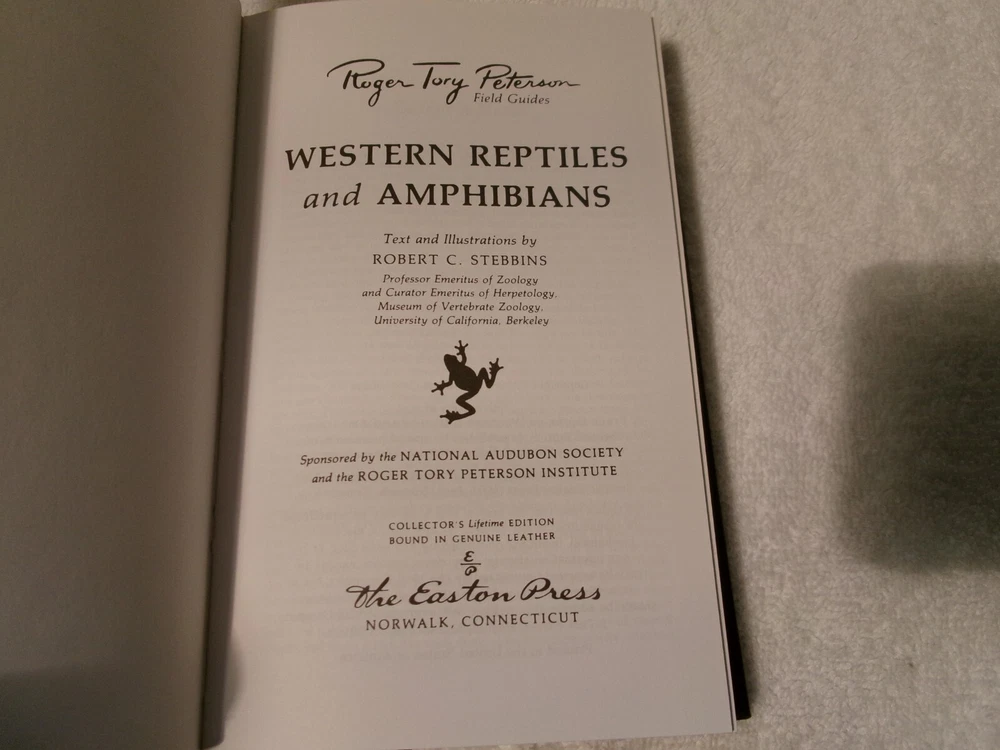 Roger Tory Peterson
Field Guides
WESTERN REPTILES
and AMPHIBIANS
Text and Illustrations by
ROBERT C. STEBBINS
Professor Emeritus of Zoology
and Curator Emeritus of Herpetology,
Museum of Vertebrate Zoology,
University of California, Berkeley
Sponsored by the NATIONAL AUDUBON SOCIETY
and the ROGER TORY PETERSON INSTITUTE
COLLECTOR'S Lifetime EDITION
BOUND IN GENUINE LEATHER
E
P
The Easton Press
NORWALK, CONNECTICUT